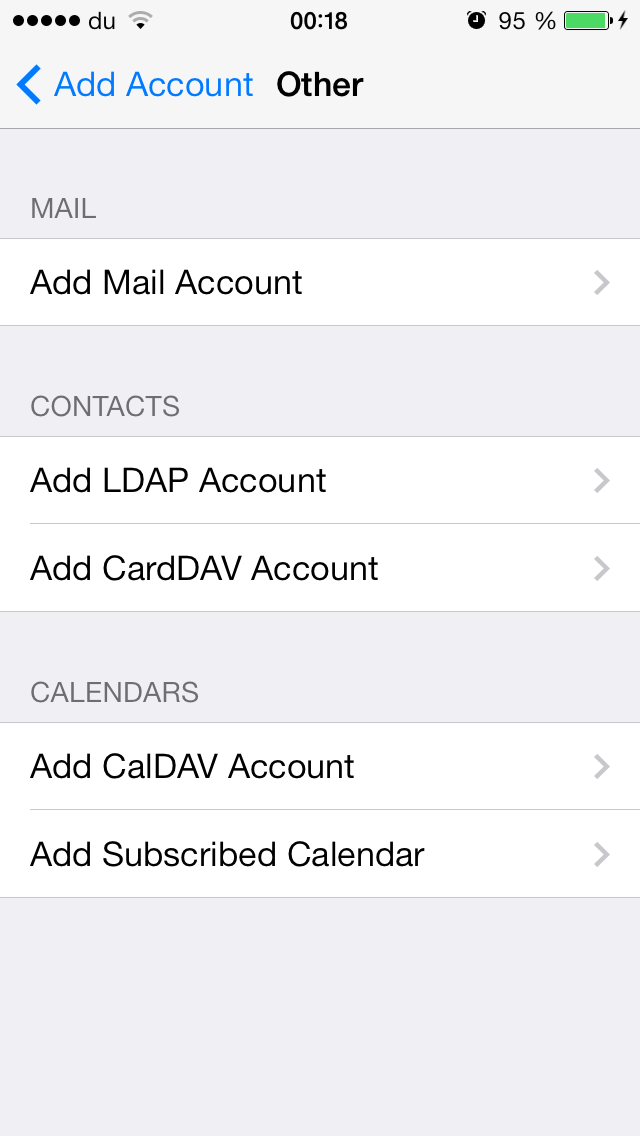 du 00:18 95 %
Add Account Other
MAIL
Add Mail Account
CONTACTS
Add LDAP Account
Add CardDAV Account
CALENDARS
Add CalDAV Account
Add Subscribed Calendar